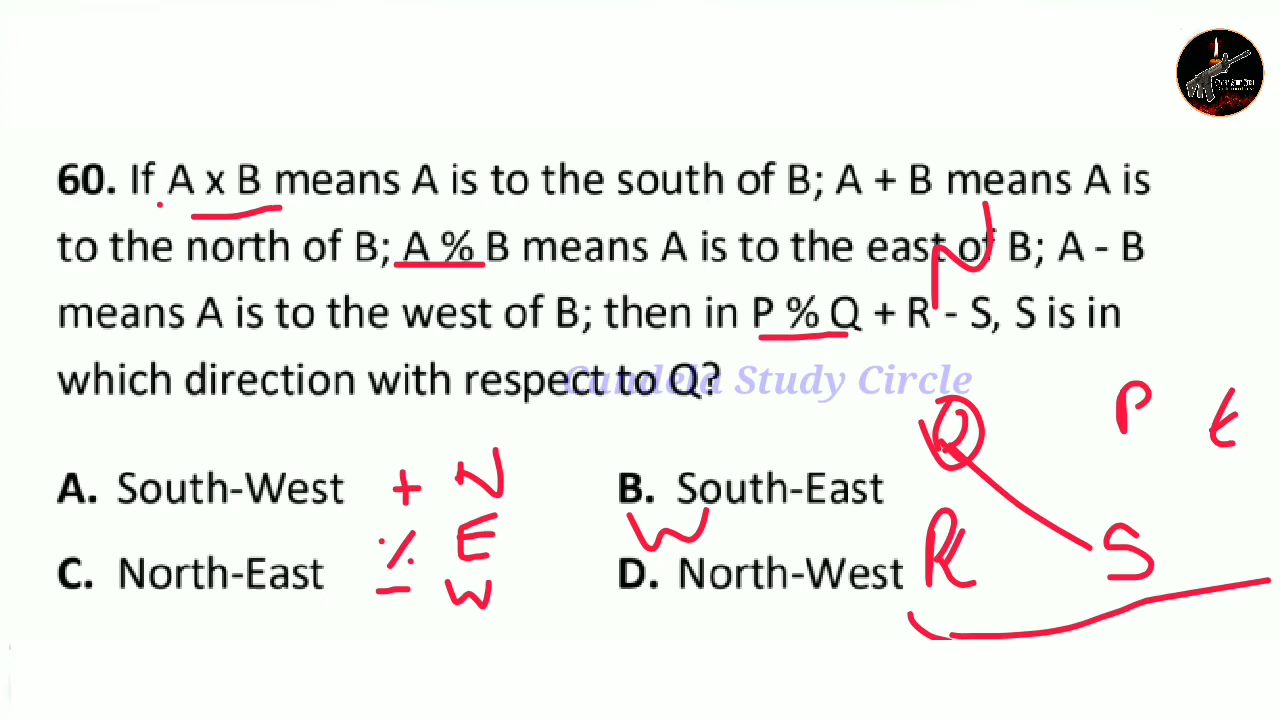 60. If A x B means A is to the south of B; A + B means A is
to the north of B; A % B means A is to the east of B; A - B
means A is to the west of B; then in P % Q + R - S, S is in
which direction with respect to Q?
Candela Study Circle
N
A. South-West
B. South-East
C. North-East
D. North-West
+ N
% E
- W
W
Q P E
R S